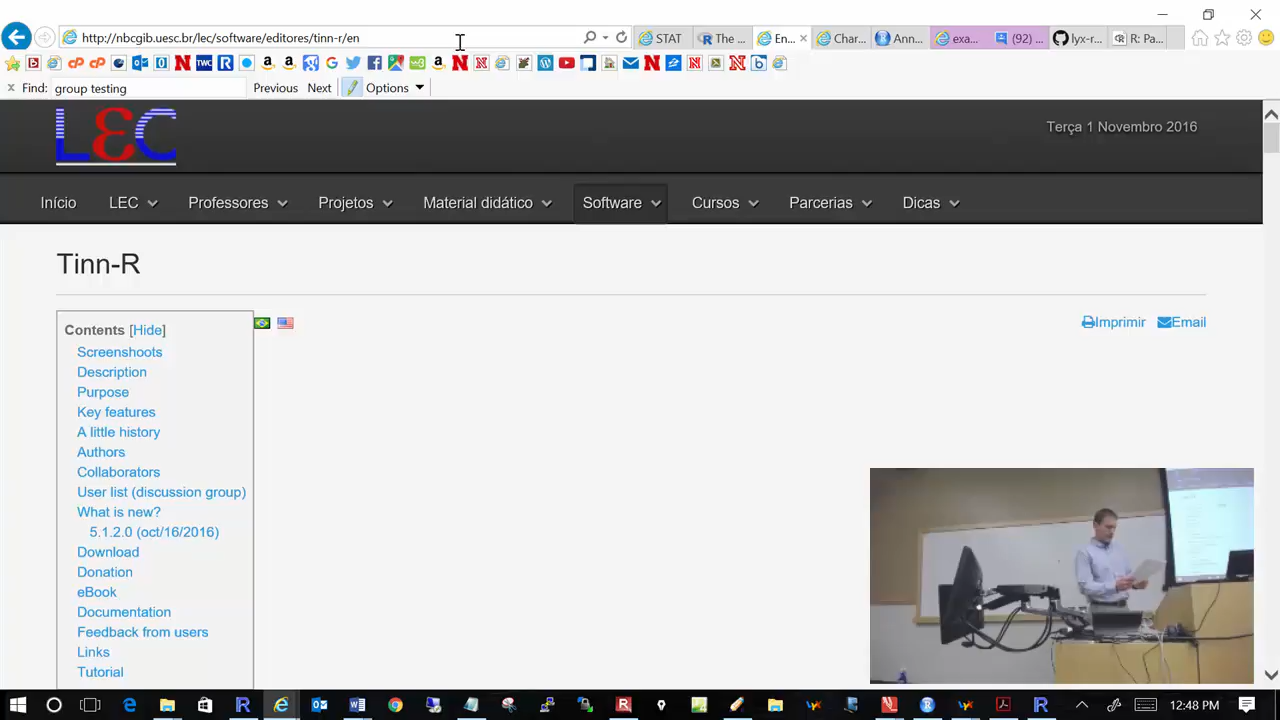 http://nbcgib.uesc.br/lec/software/editores/tinn-r/en
STAT
The ...
En...
Char...
Ann...
exa...
(92) ...
lyx-r...
R: Pa...
Find: group testing
Previous
Next
Options
LεC
Terça 1 Novembro 2016
Início
LEC
Professores
Projetos
Material didático
Software
Cursos
Parcerias
Dicas
Tinn-R
Contents [Hide]
Imprimir
Email
Screenshoots
Description
Purpose
Key features
A little history
Authors
Collaborators
User list (discussion group)
What is new?
5.1.2.0 (oct/16/2016)
Download
Donation
eBook
Documentation
Feedback from users
Links
Tutorial
12:48 PM